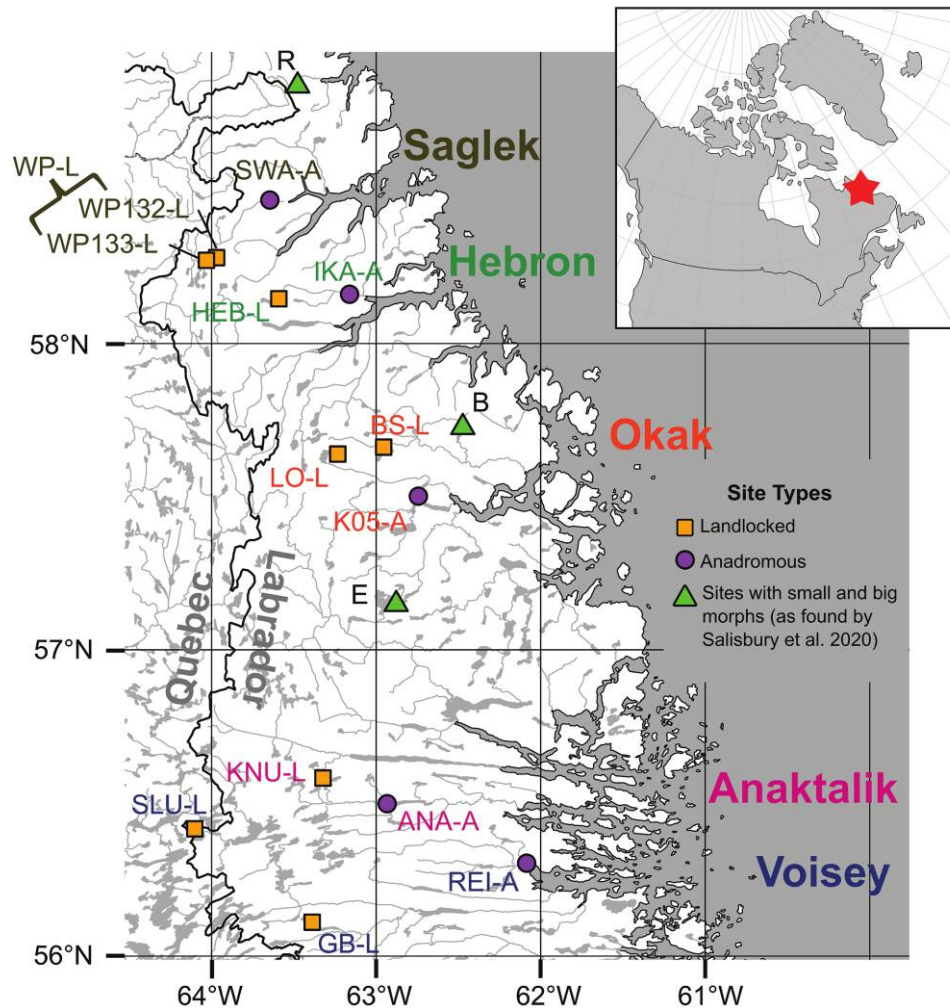 R
Saglek
WP-L
SWA-A
WP132-L
WP133-L
IKA-A
Hebron
HEB-L
58°N
B
BS-L
Okak
LO-L
K05-A
Site Types
Landlocked
Anadromous
Sites with small and big
morphs (as found by
Salisbury et al. 2020)
E
Quebec
Labrador
57°N
KNU-L
Anaktalik
SLU-L
ANA-A
Voisey
REI-A
GB-L
56°N
64°W
63°W
62°W
61°W